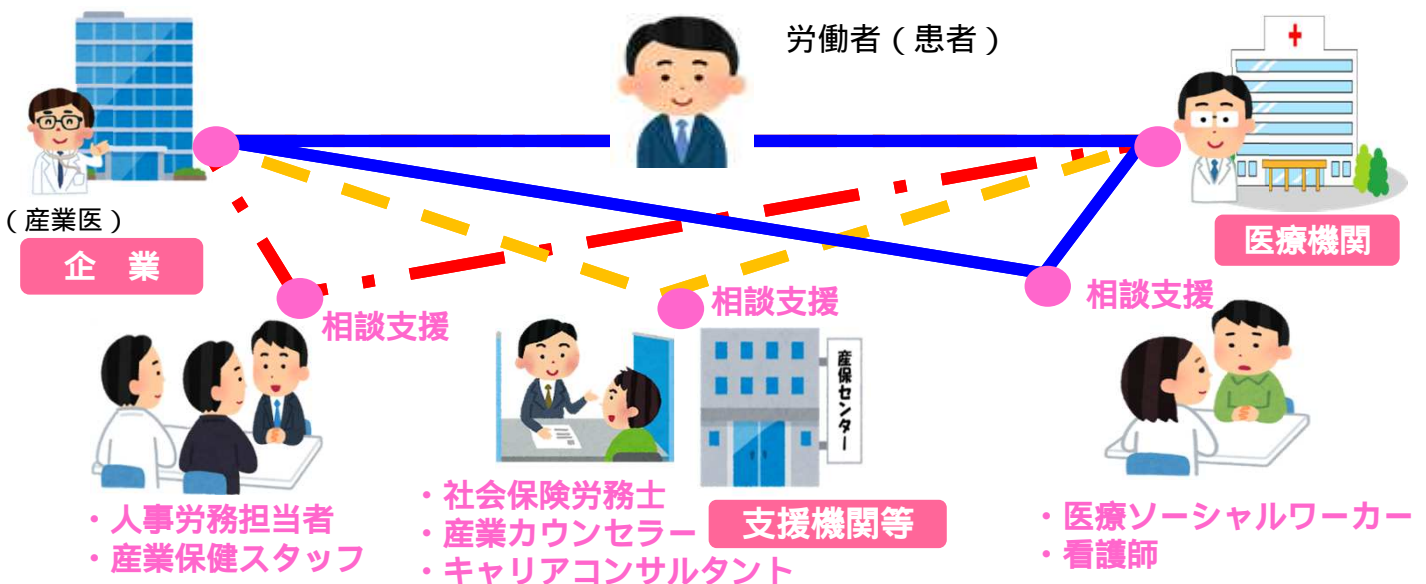 労働者（患者）
（産業医）
企　業
医療機関
相談支援
相談支援
相談支援
産保センター
・人事労務担当者
・産業保健スタッフ
・社会保険労務士
・産業カウンセラー
・キャリアコンサルタント
支援機関等
・医療ソーシャルワーカー
・看護師